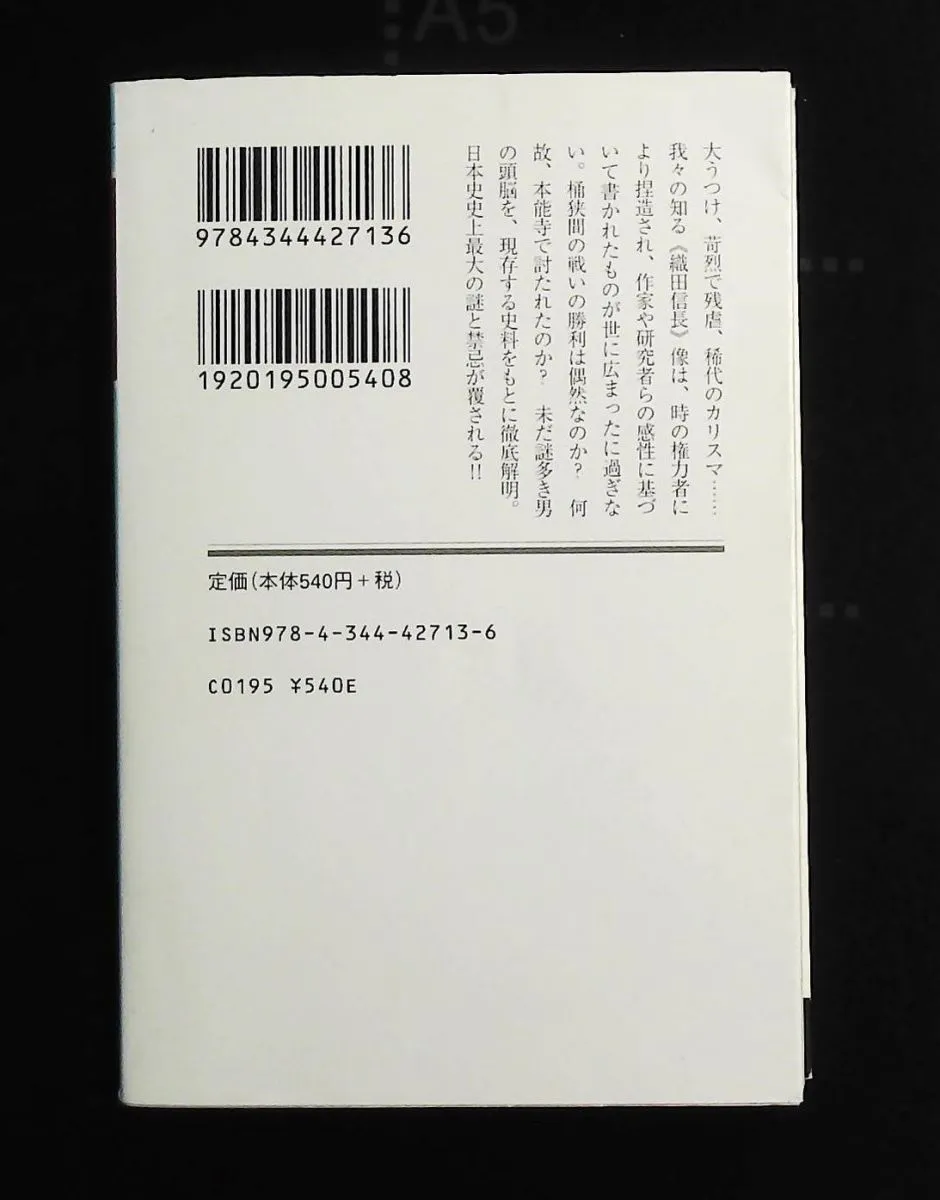 A5
9784344427136
1920195005408
大うつけ、苛烈で残虐、稀代のカリスマ……
我々の知る《織田信長》像は、時の権力者に
より捏造され、作家や研究者らの感性に基づ
いて書かれたものが世に広まったに過ぎな
い。桶狭間の戦いの勝利は偶然なのか? 何
故、本能寺で討たれたのか? 未だ謎多き男
の頭脳を、現存する史料をもとに徹底解明。
日本史史上最大の謎と禁忌が覆される!!
定価(本体540円+税)
ISBN978-4-344-42713-6
C0195 ¥540E